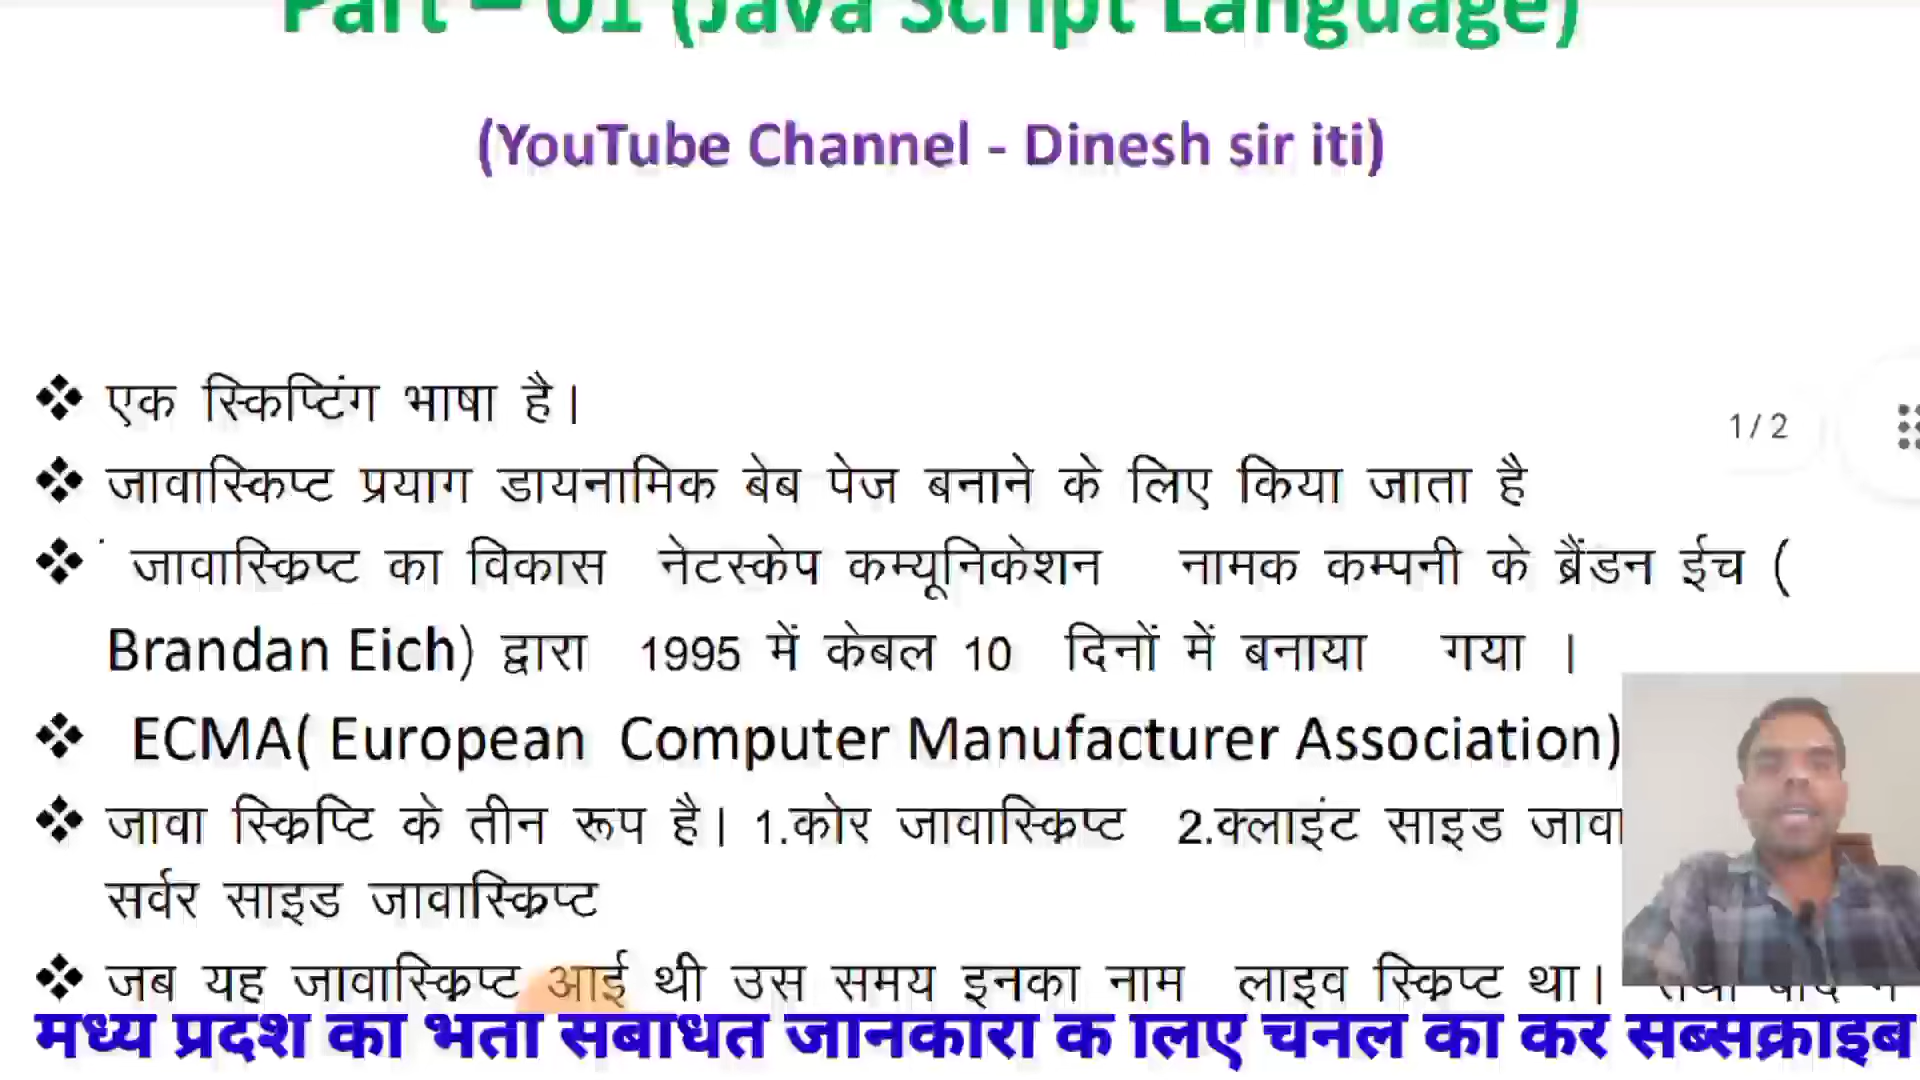 Part – 01 (Java Script Language)
(YouTube Channel - Dinesh sir iti)
एक स्किप्टिंग भाषा है।
1 / 2
जावास्किप्ट प्रयाग डायनामिक बेब पेज बनाने के लिए किया जाता है
जावास्क्रिप्ट का विकास नेटस्केप कम्यूनिकेशन नामक कम्पनी के ब्रैंडन ईच (
Brandan Eich) द्वारा 1995 में केबल 10 दिनों में बनाया गया ।
ECMA( European Computer Manufacturer Association)
जावा स्क्रिप्टि के तीन रूप है। 1.कोर जावास्क्रिप्ट 2.क्लाइंट साइड जावा
सर्वर साइड जावास्क्रिप्ट
जब यह जावास्क्रिप्ट आई थी उस समय इनका नाम लाइव स्क्रिप्ट था।
मध्य प्रदेश की भर्ती संबंधित जानकारी के लिए चैनल को करें सब्सक्राइब